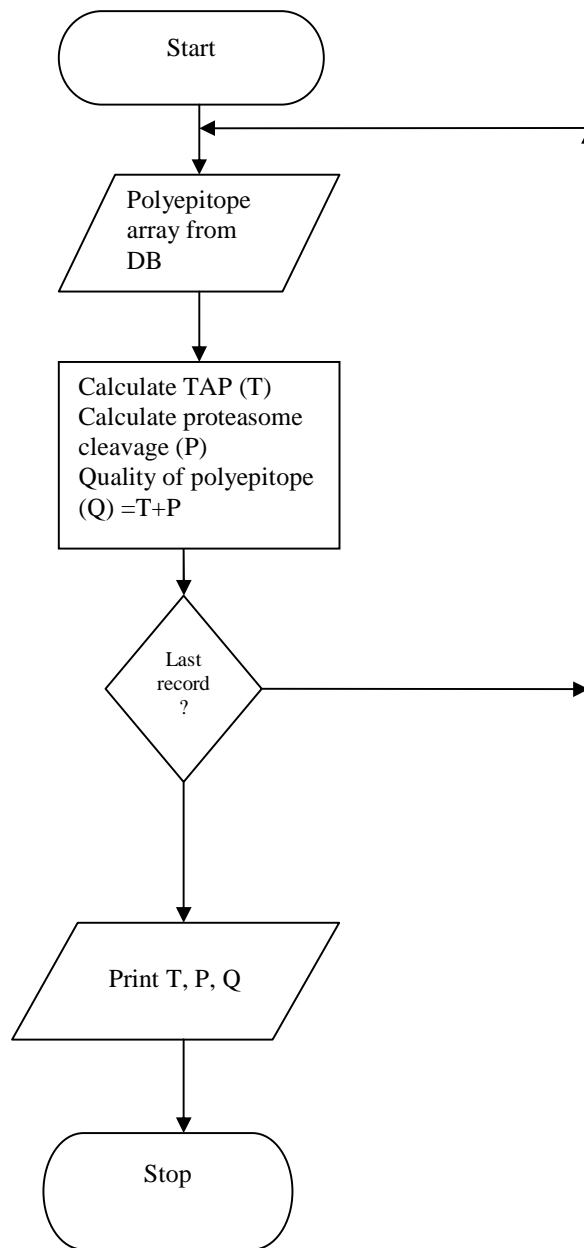 Start
Polyepitope
array from
DB
Calculate TAP (T)
Calculate proteasome
cleavage (P)
Quality of polyepitope
(Q) =T+P
Last
record
?
Print T, P, Q
Stop